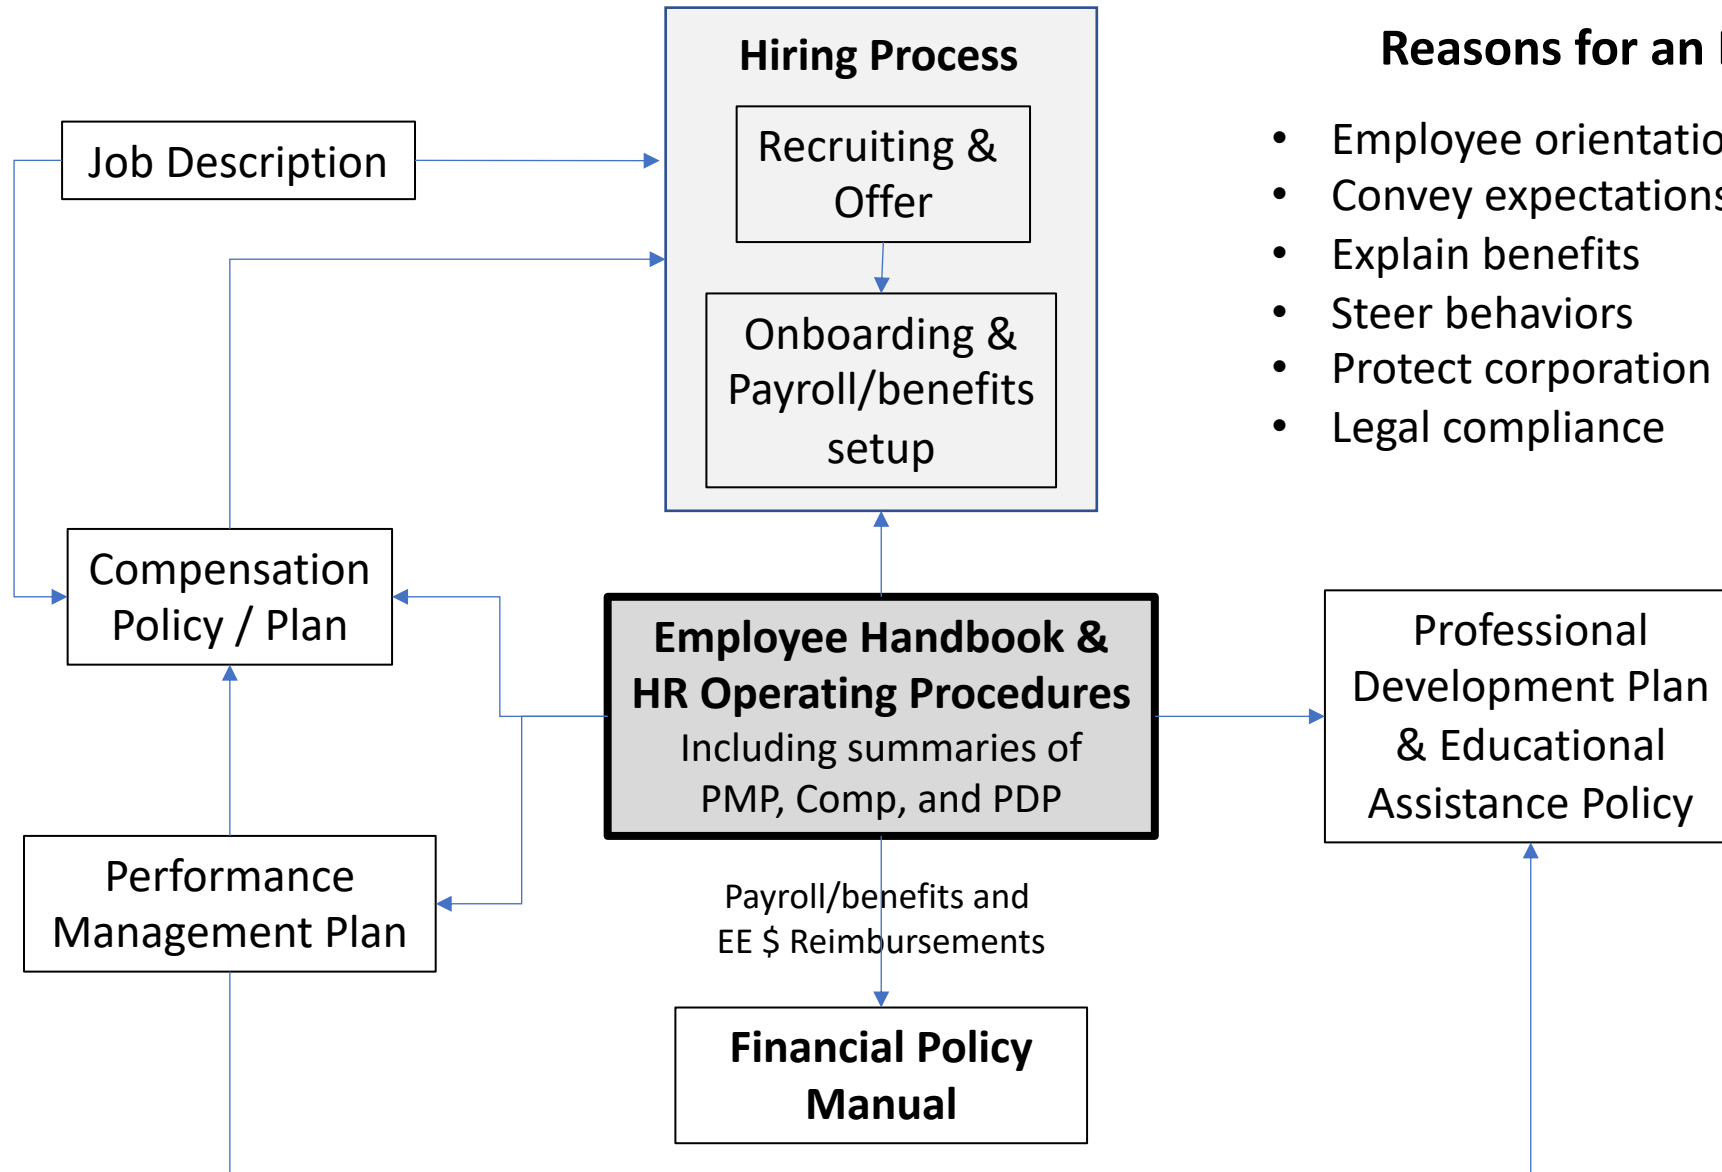 Hiring Process
Recruiting &
Offer
Onboarding &
Payroll/benefits
setup
Job Description
Compensation
Policy / Plan
Performance
Management Plan
Employee Handbook &
HR Operating Procedures
Including summaries of
PMP, Comp, and PDP
Payroll/benefits and
EE $ Reimbursements
Financial Policy
Manual
Professional
Development Plan
& Educational
Assistance Policy
Reasons for an
• Employee orientatio
• Convey expectations
• Explain benefits
• Steer behaviors
• Protect corporation
• Legal compliance